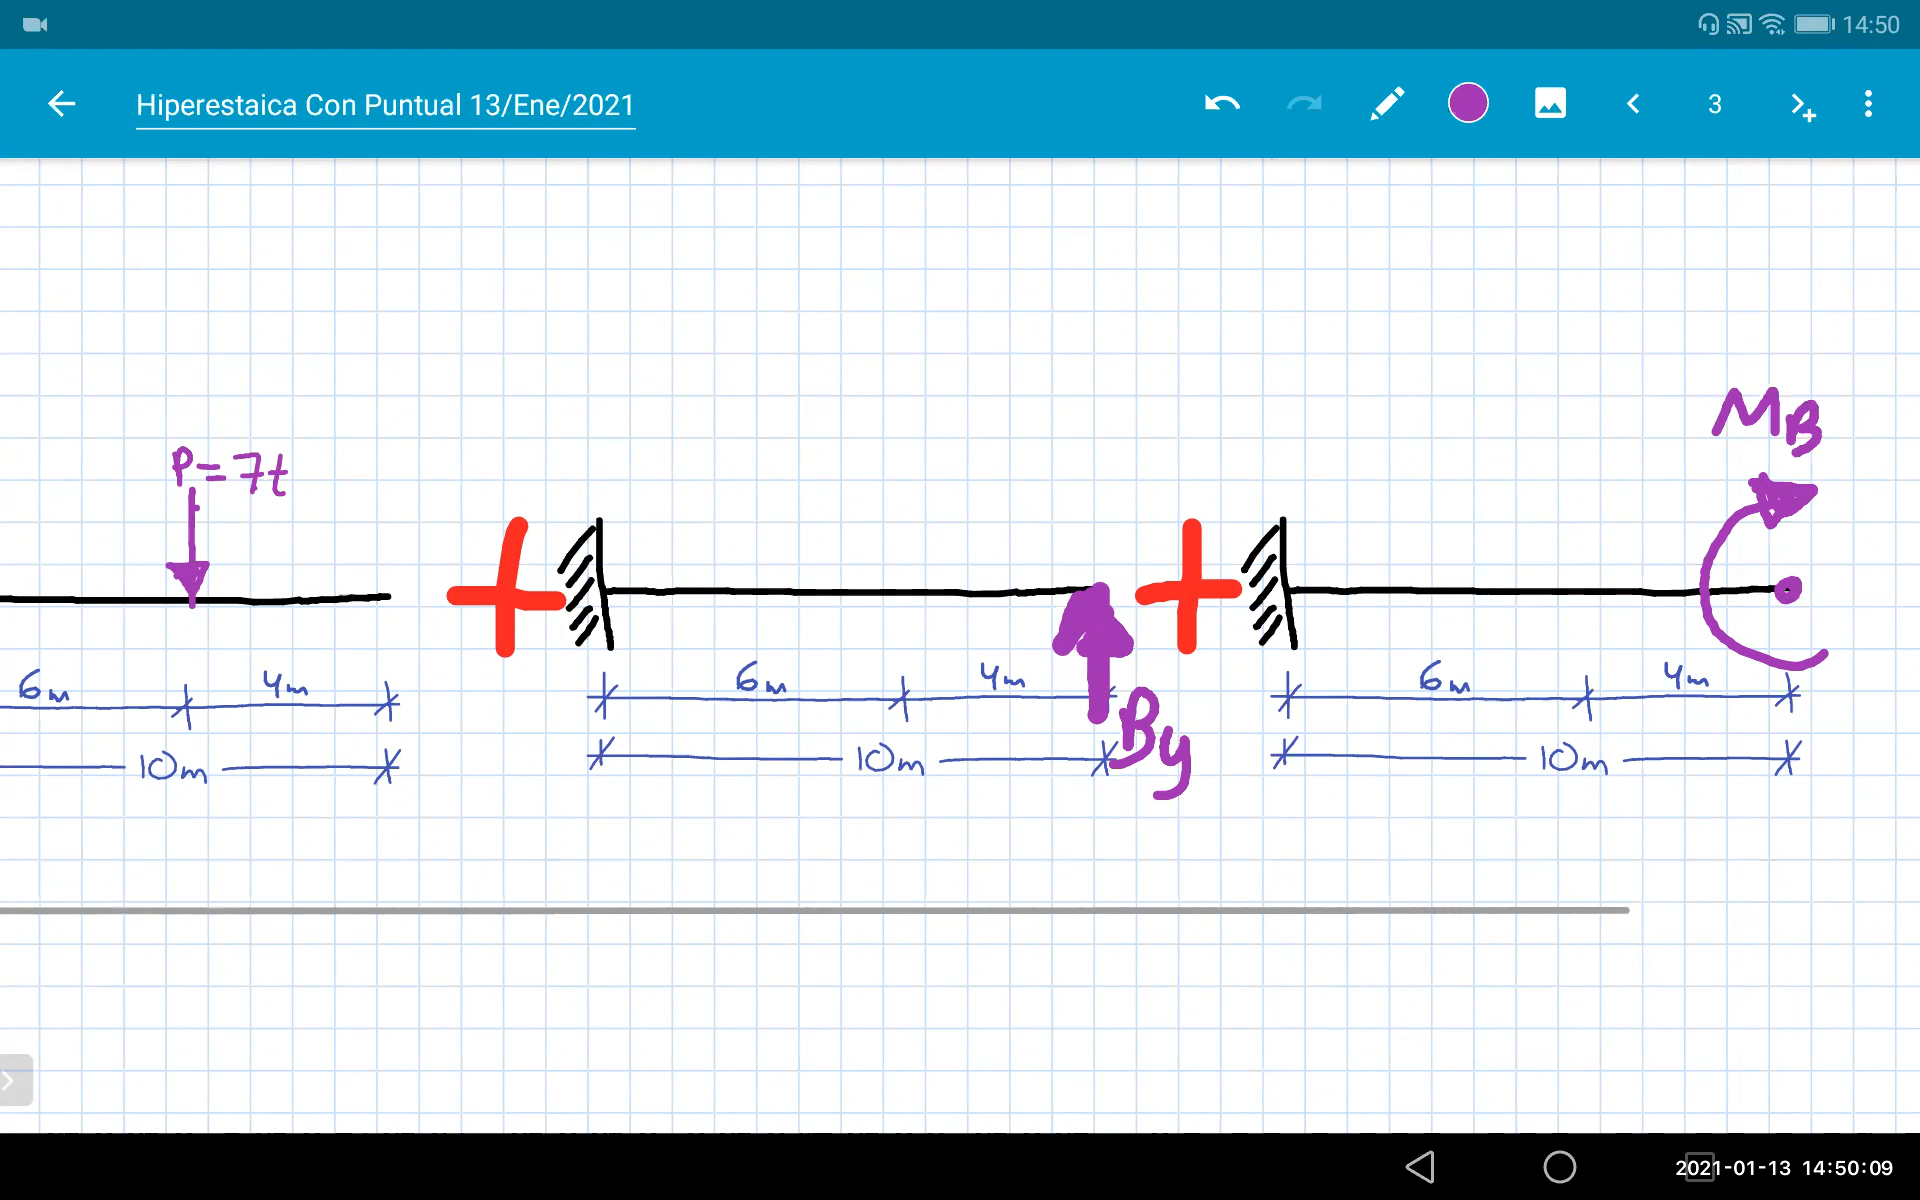 14:50
Hiperestaica Con Puntual 13/Ene/2021
3
MB
P=7t
6m 4m 6m 4m 6m 4m
By
10m 10m 10m
2021-01-13 14:50:09